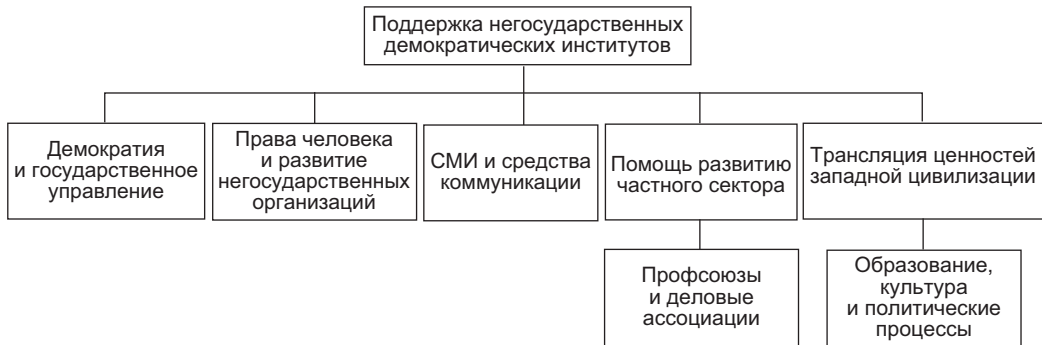 Поддержка негосударственных
демократических институтов
Демократия
и государственное
управление
Права человека
и развитие
негосударственных
организаций
СМИ и средства
коммуникации
Помощь развитию
частного сектора
Трансляция ценностей
западной цивилизации
Профсоюзы
и деловые
ассоциации
Образование,
культура
и политические
процессы